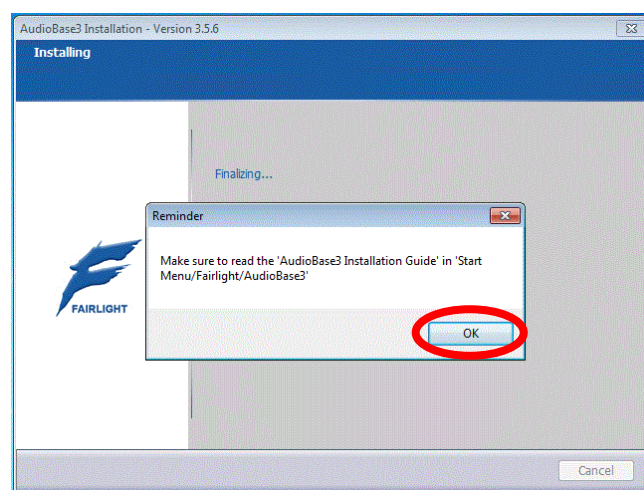 AudioBase3 Installation - Version 3.5.6
Installing
Finalizing...
Reminder
Make sure to read the 'AudioBase3 Installation Guide' in 'Start
Menu/Fairlight/AudioBase3'
FAIRLIGHT
OK
Cancel